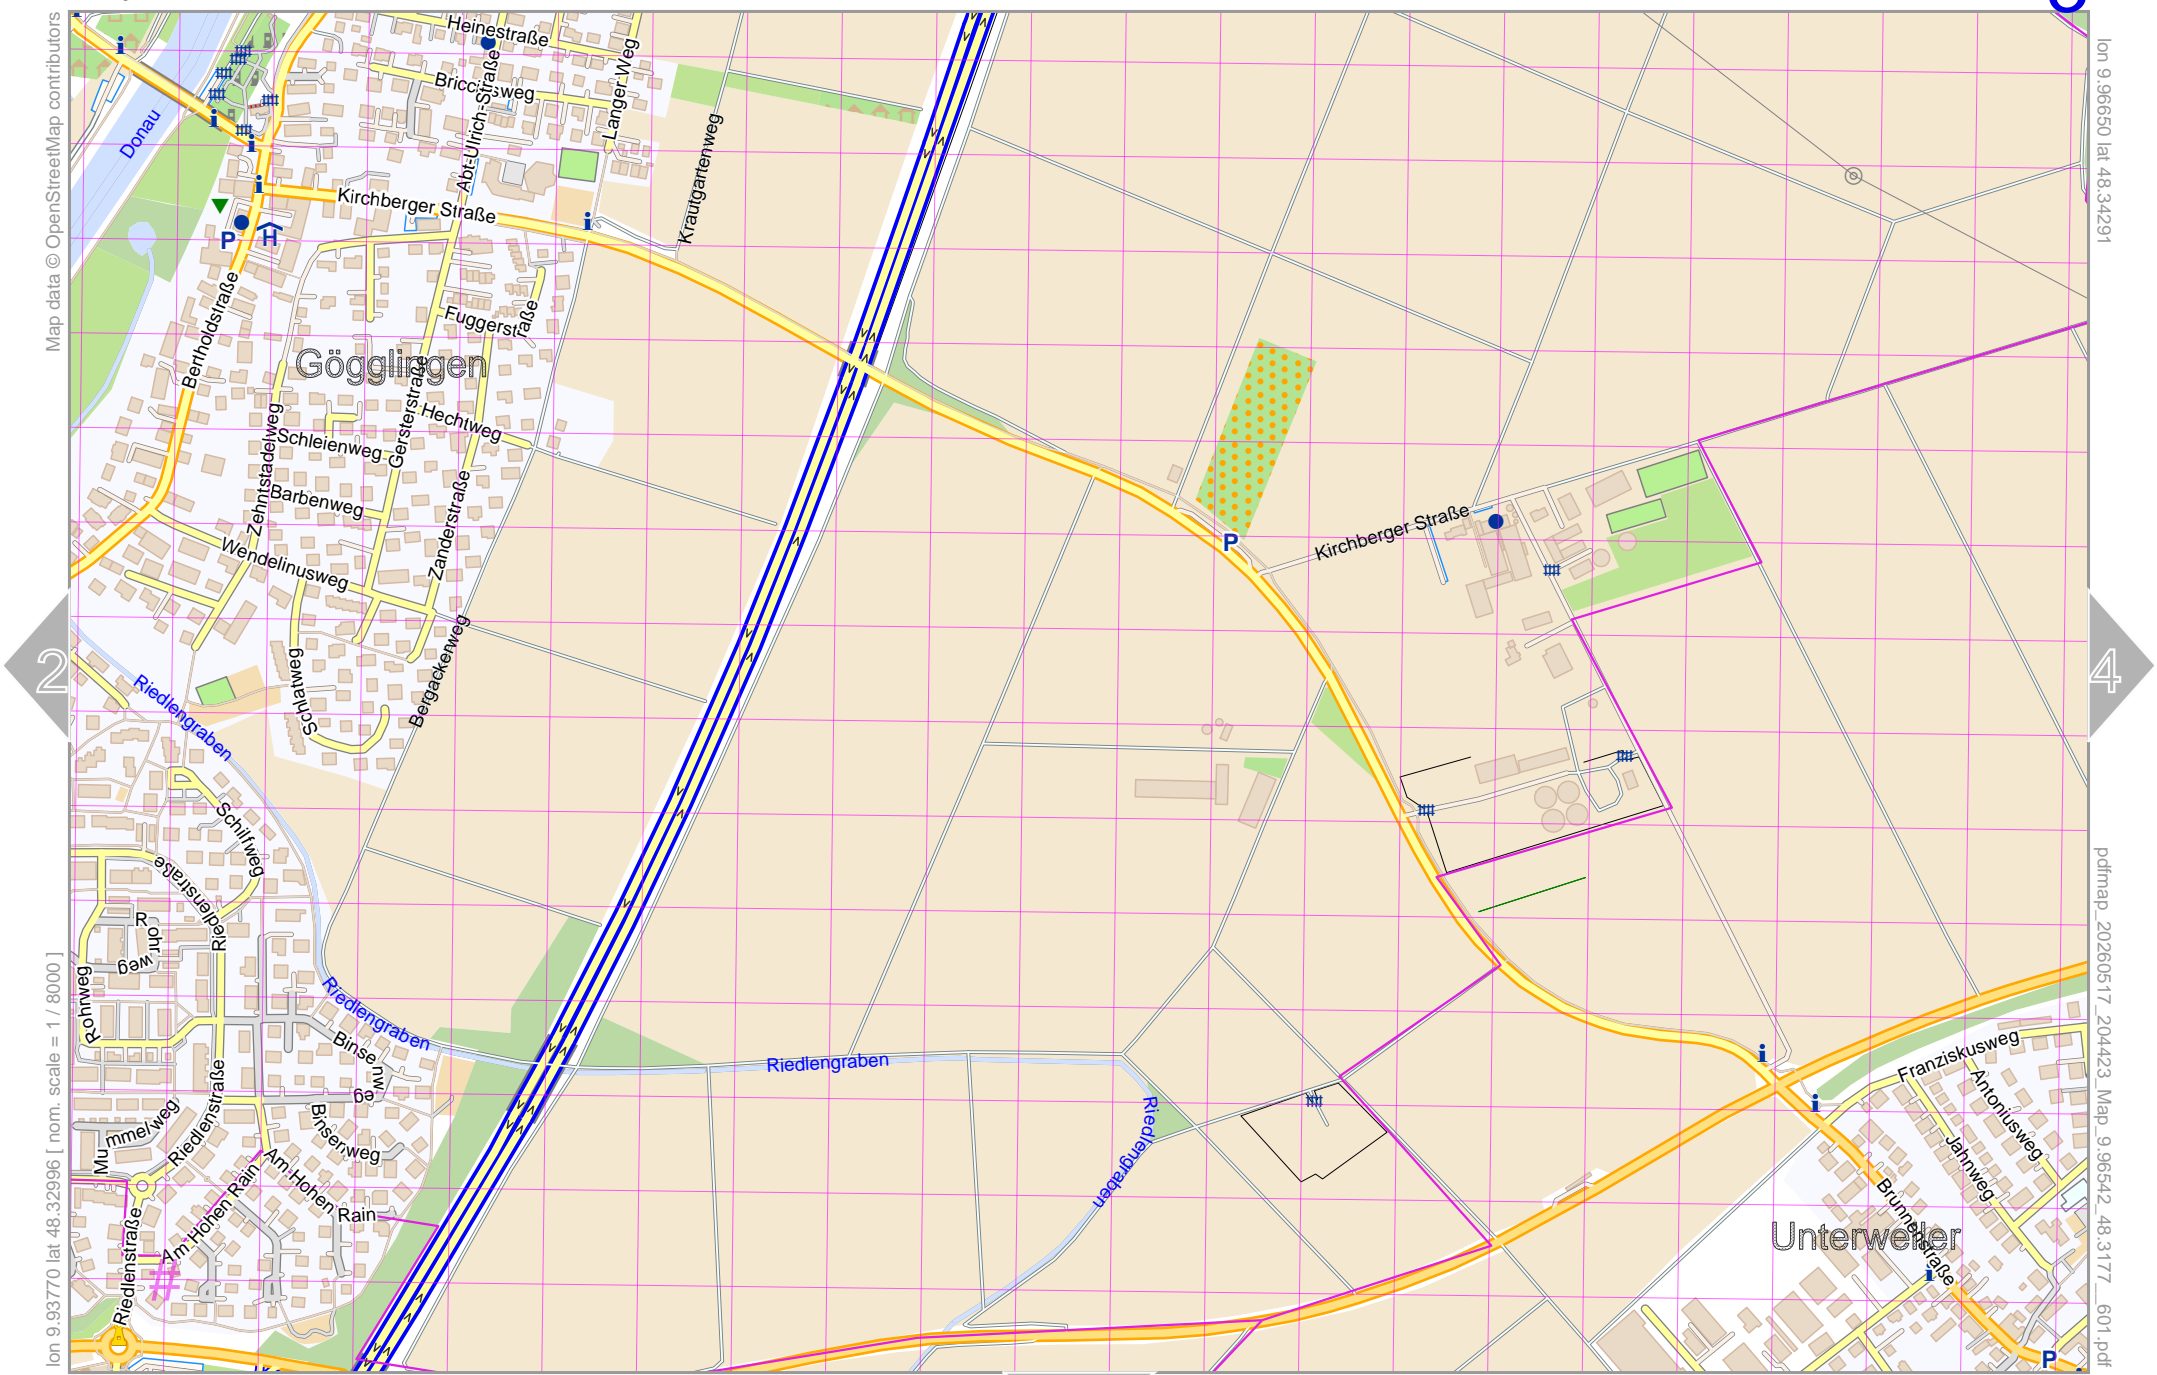 Map data © OpenStreetMap contributors
lon 9.93770 lat 48.32996 [ nom. scale = 1 / 8000 ]
lon 9.96650 lat 48.34291
pdfmap_20260517_204423_Map_9.96542_48.31777__601.pdf
2
4
Donau
Heinestraße
Langer Weg
Abt-Ulrich-Straße
Krautgartenweg
Kirchberger Straße
P
H
Bertholdstraße
Fuggerstraße
Gögglingen
Gersterstraße
Hechtweg
Schleienweg
Zehntstadelweg
Barbenweg
Zanderstraße
Wendelinusweg
Kirchberger Straße
P
Bergackerweg
Schlatweg
Riedlengraben
Schilfweg
Riedlenstraße
Rohrweg
Rohrweg
Riedlengraben
Binsenweg
Riedlengraben
Franziskusweg
Antoniusweg
Riedlenstraße
Binsenweg
Riedlengraben
Jahnweg
Am Hohen Rain
Am Hohen Rain
Brunnenstraße
Unterweiler
Riedlenstraße
P